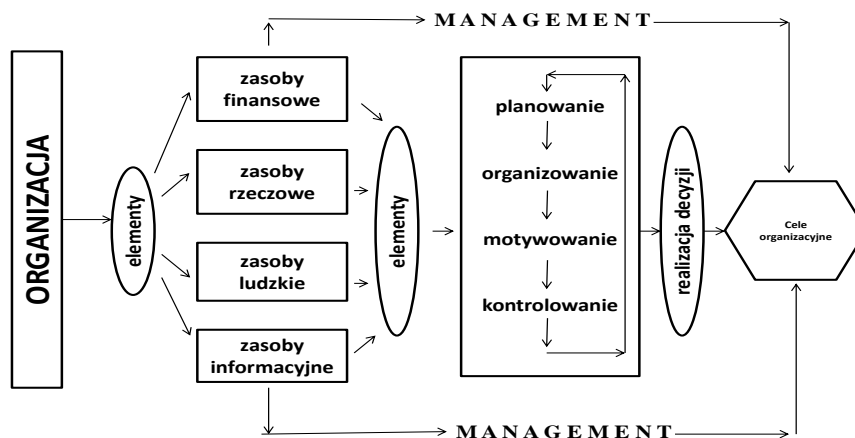 MANAGEMENT
ORGANIZACJA
elementy
zasoby
finansowe
zasoby
rzeczowe
zasoby
ludzkie
zasoby
informacyjne
elementy
planowanie
organizowanie
motywowanie
kontrolowanie
realizacja decyzji
Cele
organizacyjne
MANAGEMENT